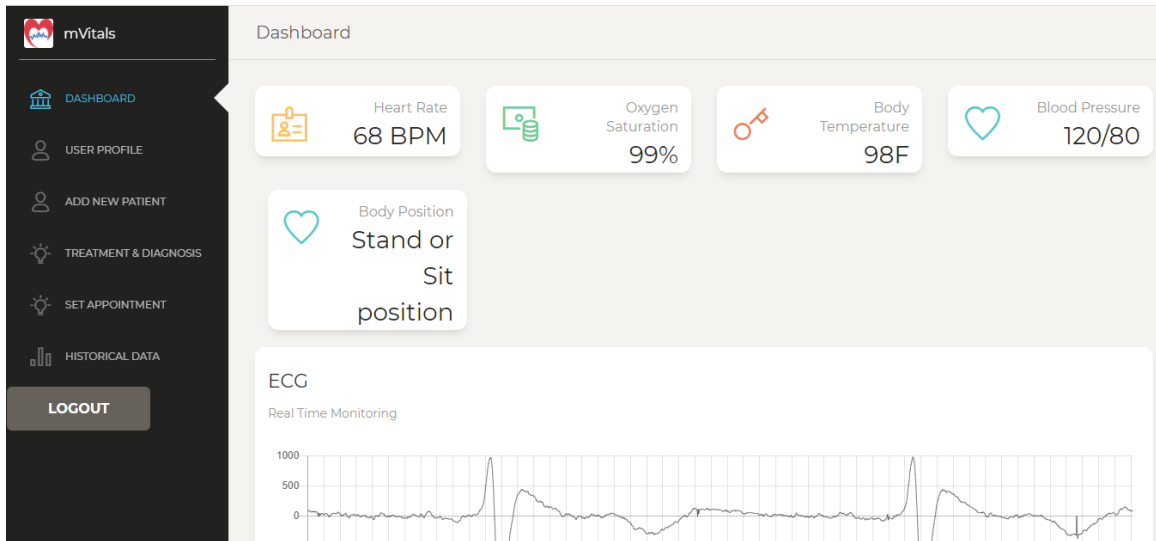 mVitals
DASHBOARD
USER PROFILE
ADD NEW PATIENT
TREATMENT & DIAGNOSIS
SET APPOINTMENT
HISTORICAL DATA
LOGOUT
Dashboard
Heart Rate
68 BPM
Oxygen
Saturation
99%
Body
Temperature
98F
Blood Pressure
120/80
Body Position
Stand or
Sit
position
ECG
Real Time Monitoring
1000
500
0